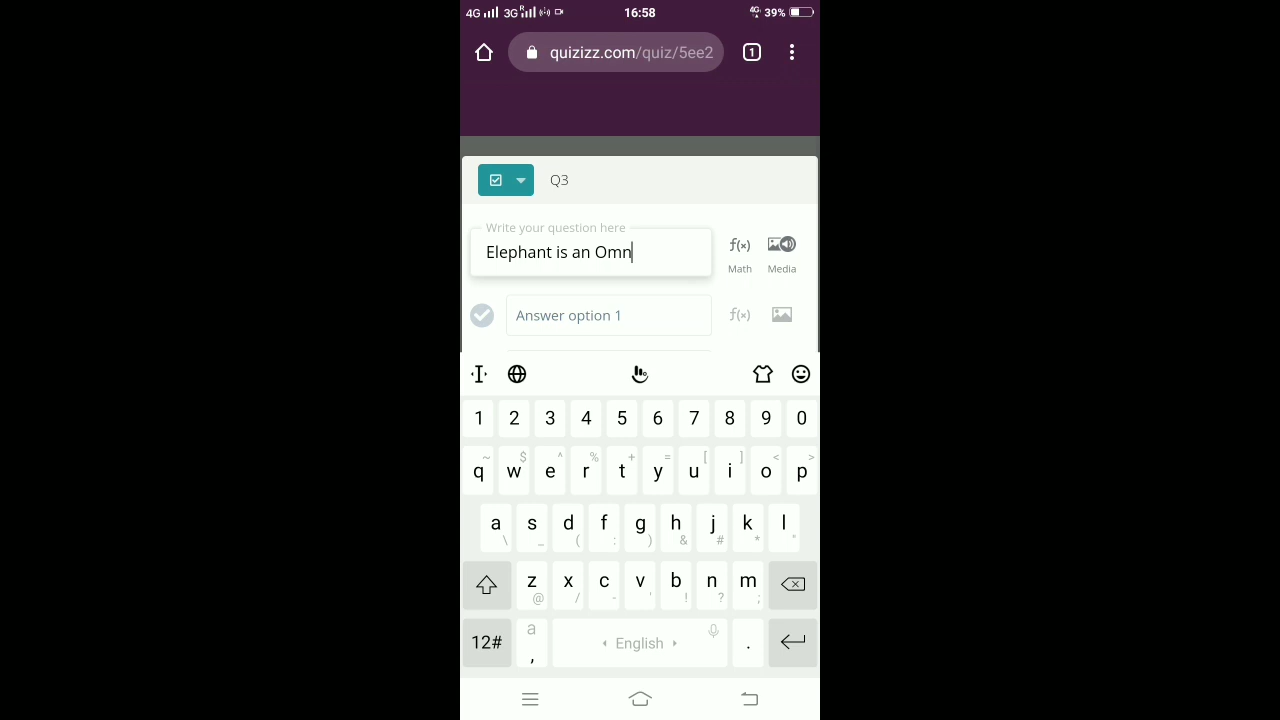 4G 3G R 16:58 4G 39%
quizizz.com/quiz/5ee2 1
Q3
Write your question here
Elephant is an Omn
f(x)
Math Media
Answer option 1 f(x)
1 2 3 4 5 6 7 8 9 0
~ $ ^ % + = [ ] < >
q w e r t y u i o p
a s d f g h j k l
\ _ ( : ) & # * "
z x c v b n m
@ / - ' ! ? ;
12# a , English .